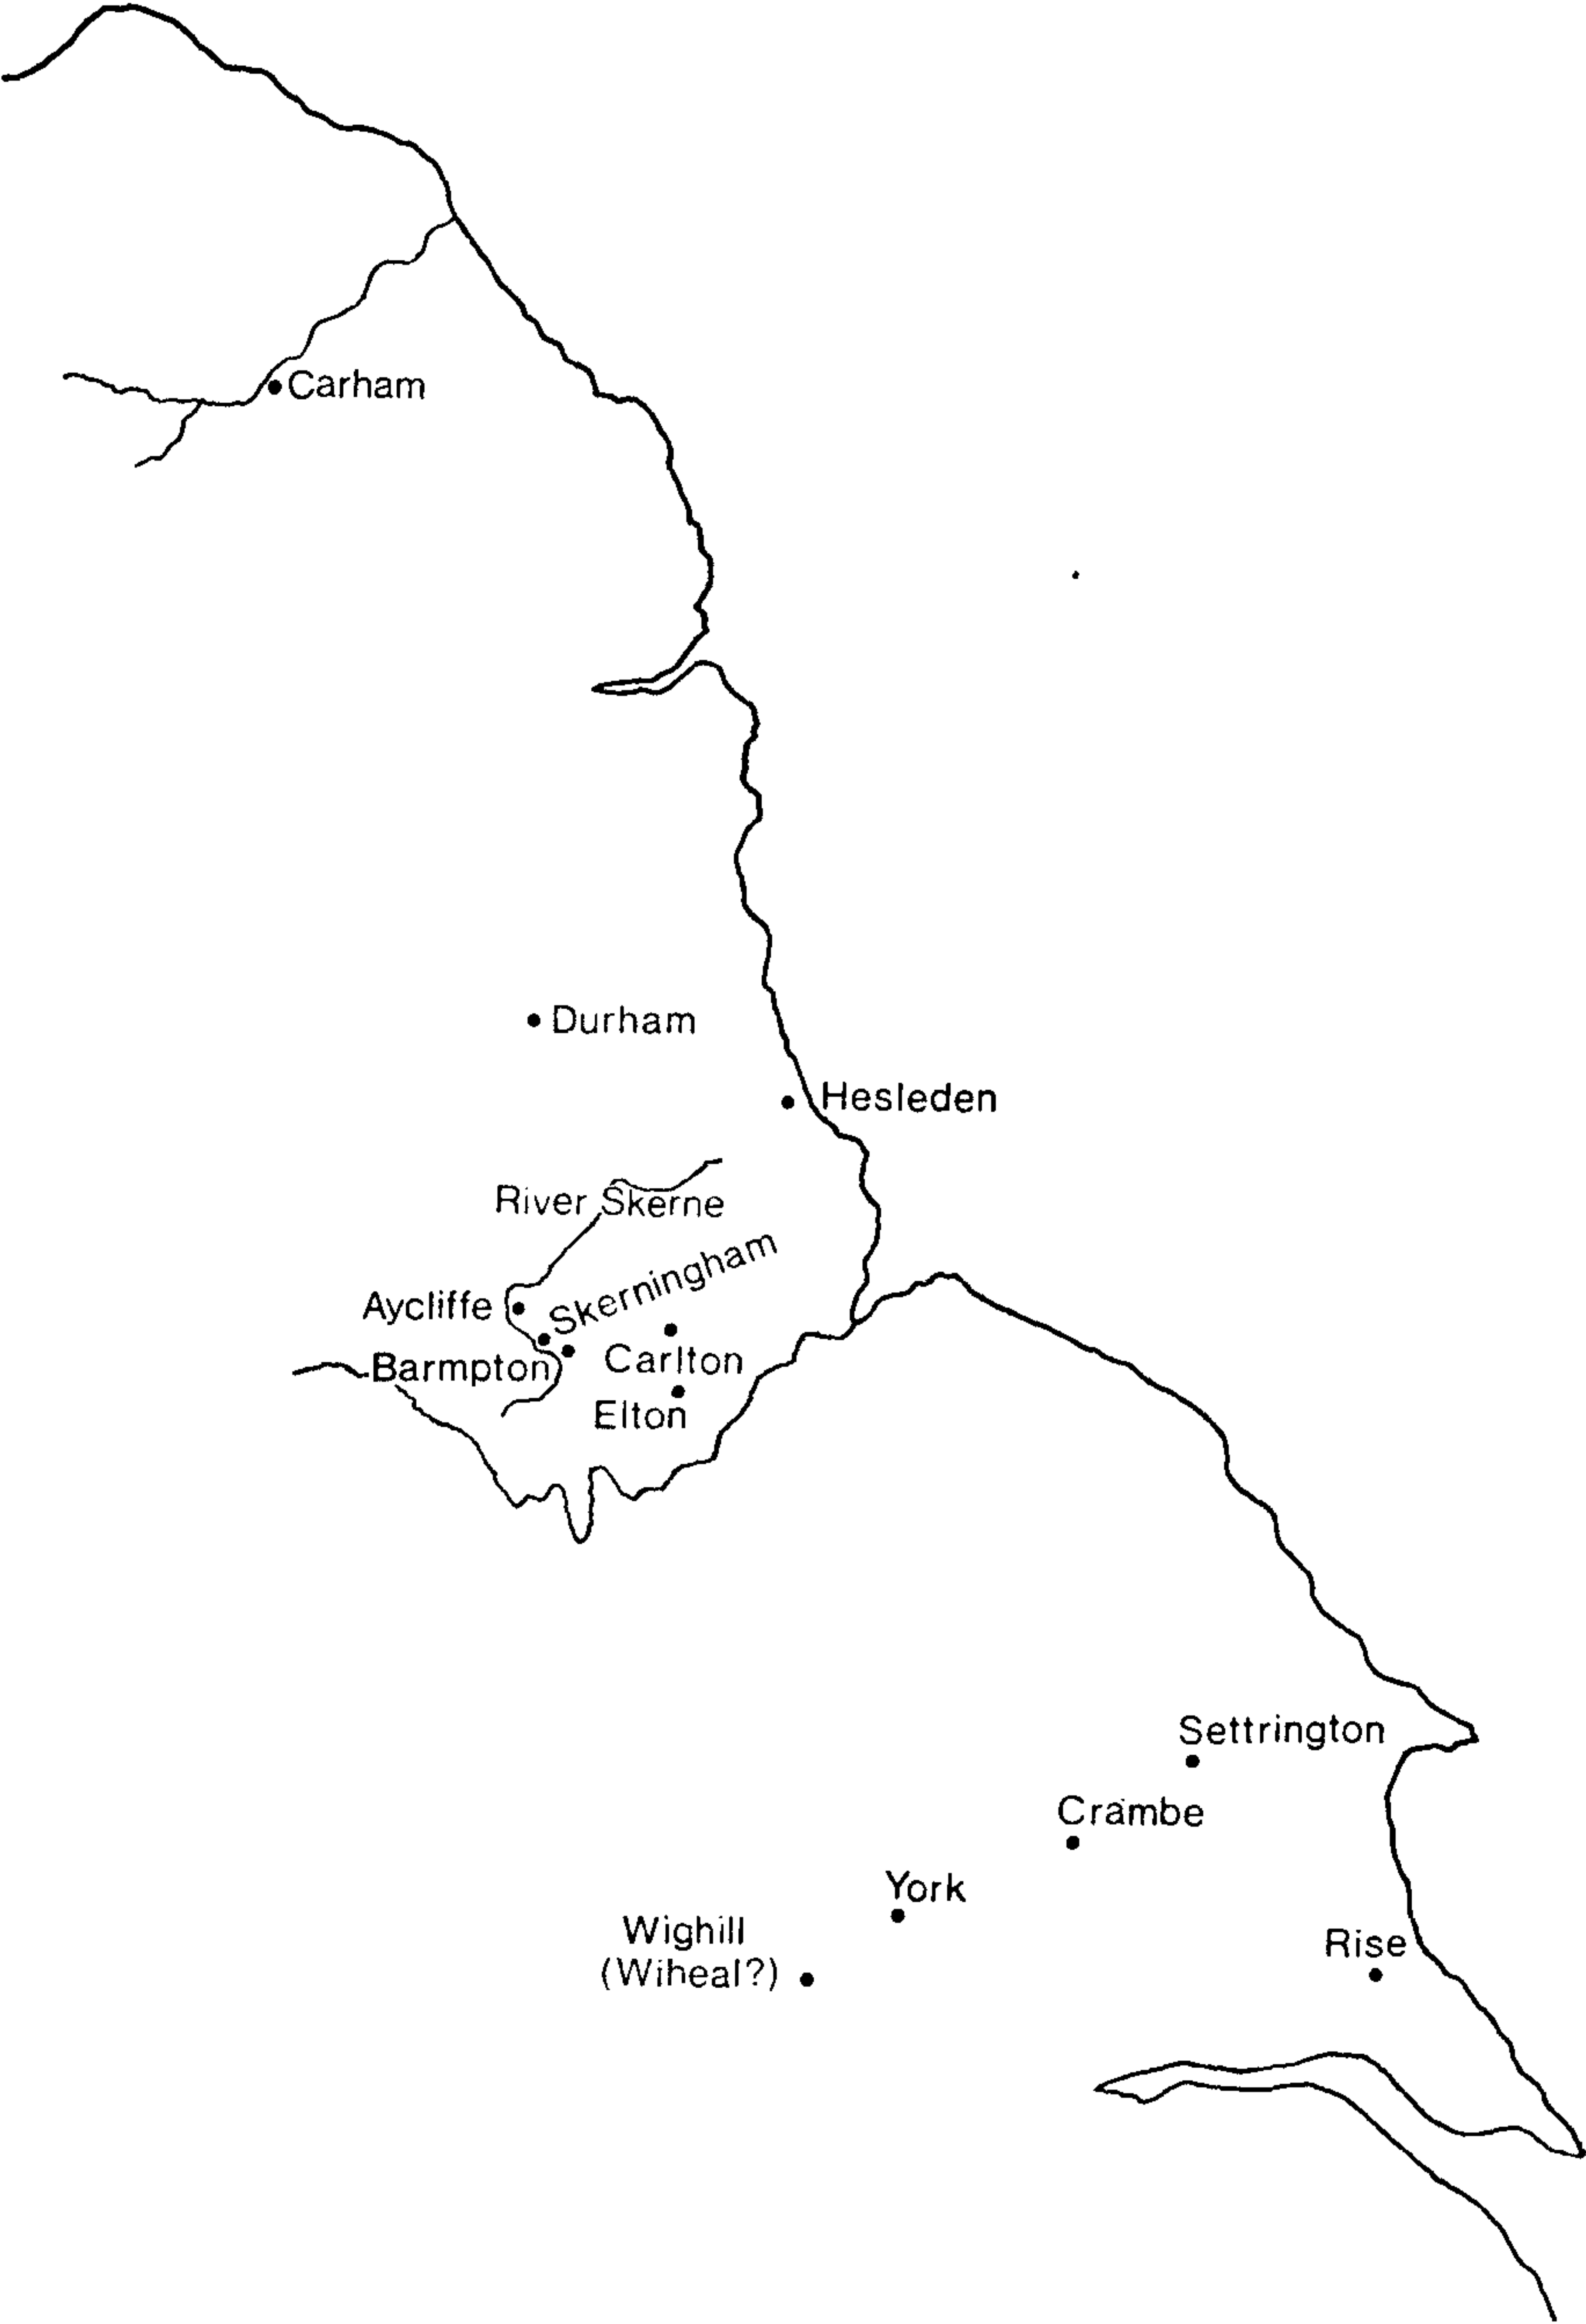 Carham
Durham
Hesleden
River Skerne
Skerningham
Aycliffe
Barmpton
Carlton
Elton
Settrington
Crambe
York
Wighill
(Wiheal?)
Rise